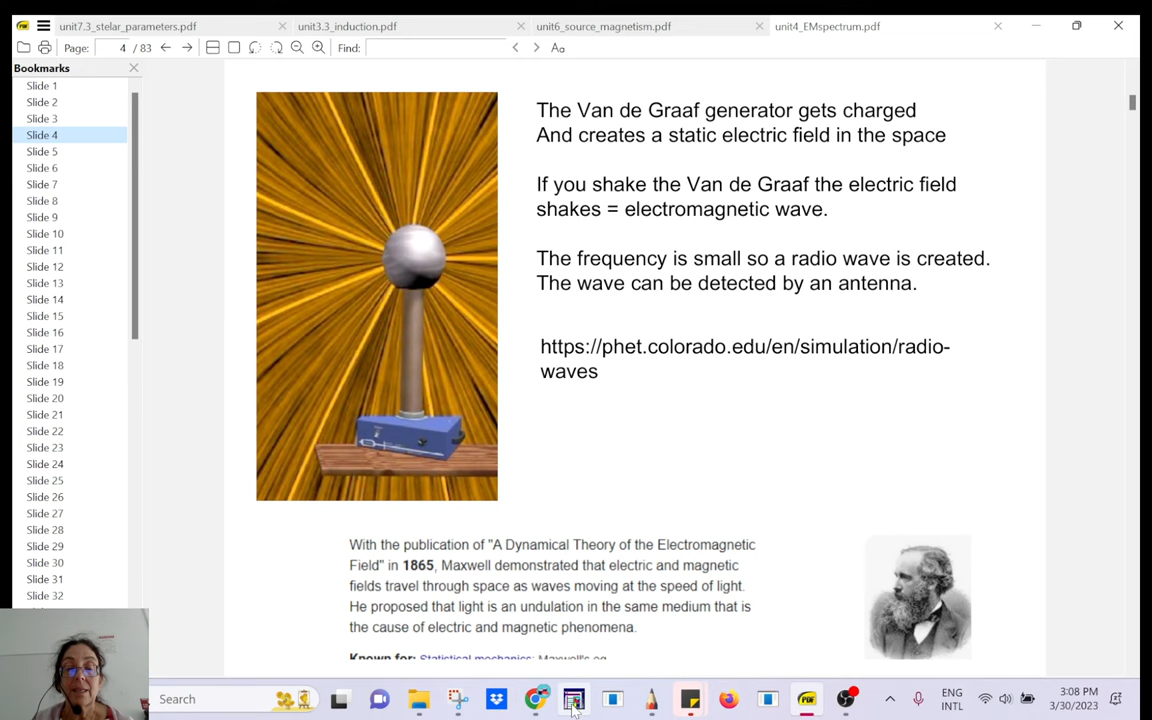 unit7.3_stelar_parameters.pdf
unit3.3_induction.pdf
unit6_source_magnetism.pdf
unit4_EMspectrum.pdf
Page: 4 / 83
Find:
Aa
Bookmarks
Slide 1
Slide 2
Slide 3
Slide 4
Slide 5
Slide 6
Slide 7
Slide 8
Slide 9
Slide 10
Slide 11
Slide 12
Slide 13
Slide 14
Slide 15
Slide 16
Slide 17
Slide 18
Slide 19
Slide 20
Slide 21
Slide 22
Slide 23
Slide 24
Slide 25
Slide 26
Slide 27
Slide 28
Slide 29
Slide 30
Slide 31
Slide 32
The Van de Graaf generator gets charged
And creates a static electric field in the space
If you shake the Van de Graaf the electric field
shakes = electromagnetic wave.
The frequency is small so a radio wave is created.
The wave can be detected by an antenna.
https://phet.colorado.edu/en/simulation/radio-
waves
With the publication of "A Dynamical Theory of the Electromagnetic
Field" in 1865, Maxwell demonstrated that electric and magnetic
fields travel through space as waves moving at the speed of light.
He proposed that light is an undulation in the same medium that is
the cause of electric and magnetic phenomena.
Known for: Statistical mechanics; Maxwell's eq
Search
ENG
INTL
3:08 PM
3/30/2023